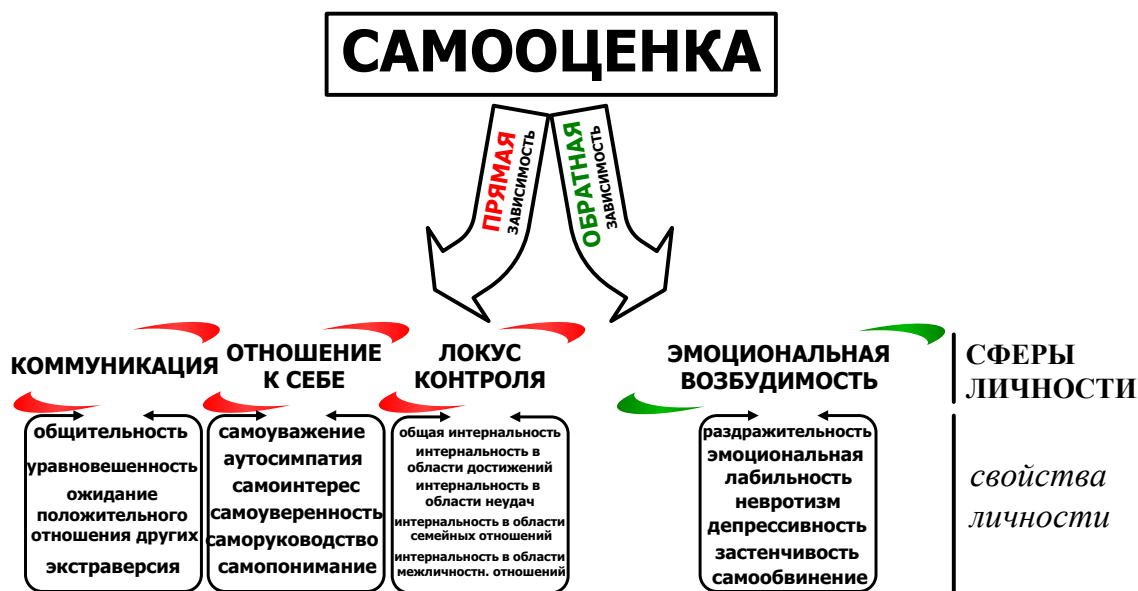 САМООЦЕНКА
ПРЯМАЯ
ЗАВИСИМОСТЬ
ОБРАТНАЯ
ЗАВИСИМОСТЬ
КОММУНИКАЦИЯ
ОТНОШЕНИЕ
К СЕБЕ
ЛОКУС
КОНТРОЛЯ
ЭМОЦИОНАЛЬНАЯ
ВОЗБУДИМОСТЬ
СФЕРЫ
ЛИЧНОСТИ
общительность
уравновешенность
ожидание
положительного
отношения других
экстраверсия
самоуважение
аутосимпатия
самоинтерес
самоуверенность
саморуководство
самопонимание
общая интернальность
интернальность в
области достижений
интернальность в
области неудач
интернальность в области
семейных отношений
интернальность в области
межличностн. отношений
раздражительность
эмоциональная
лабильность
невротизм
депрессивность
застенчивость
самообвинение
свойства
личности